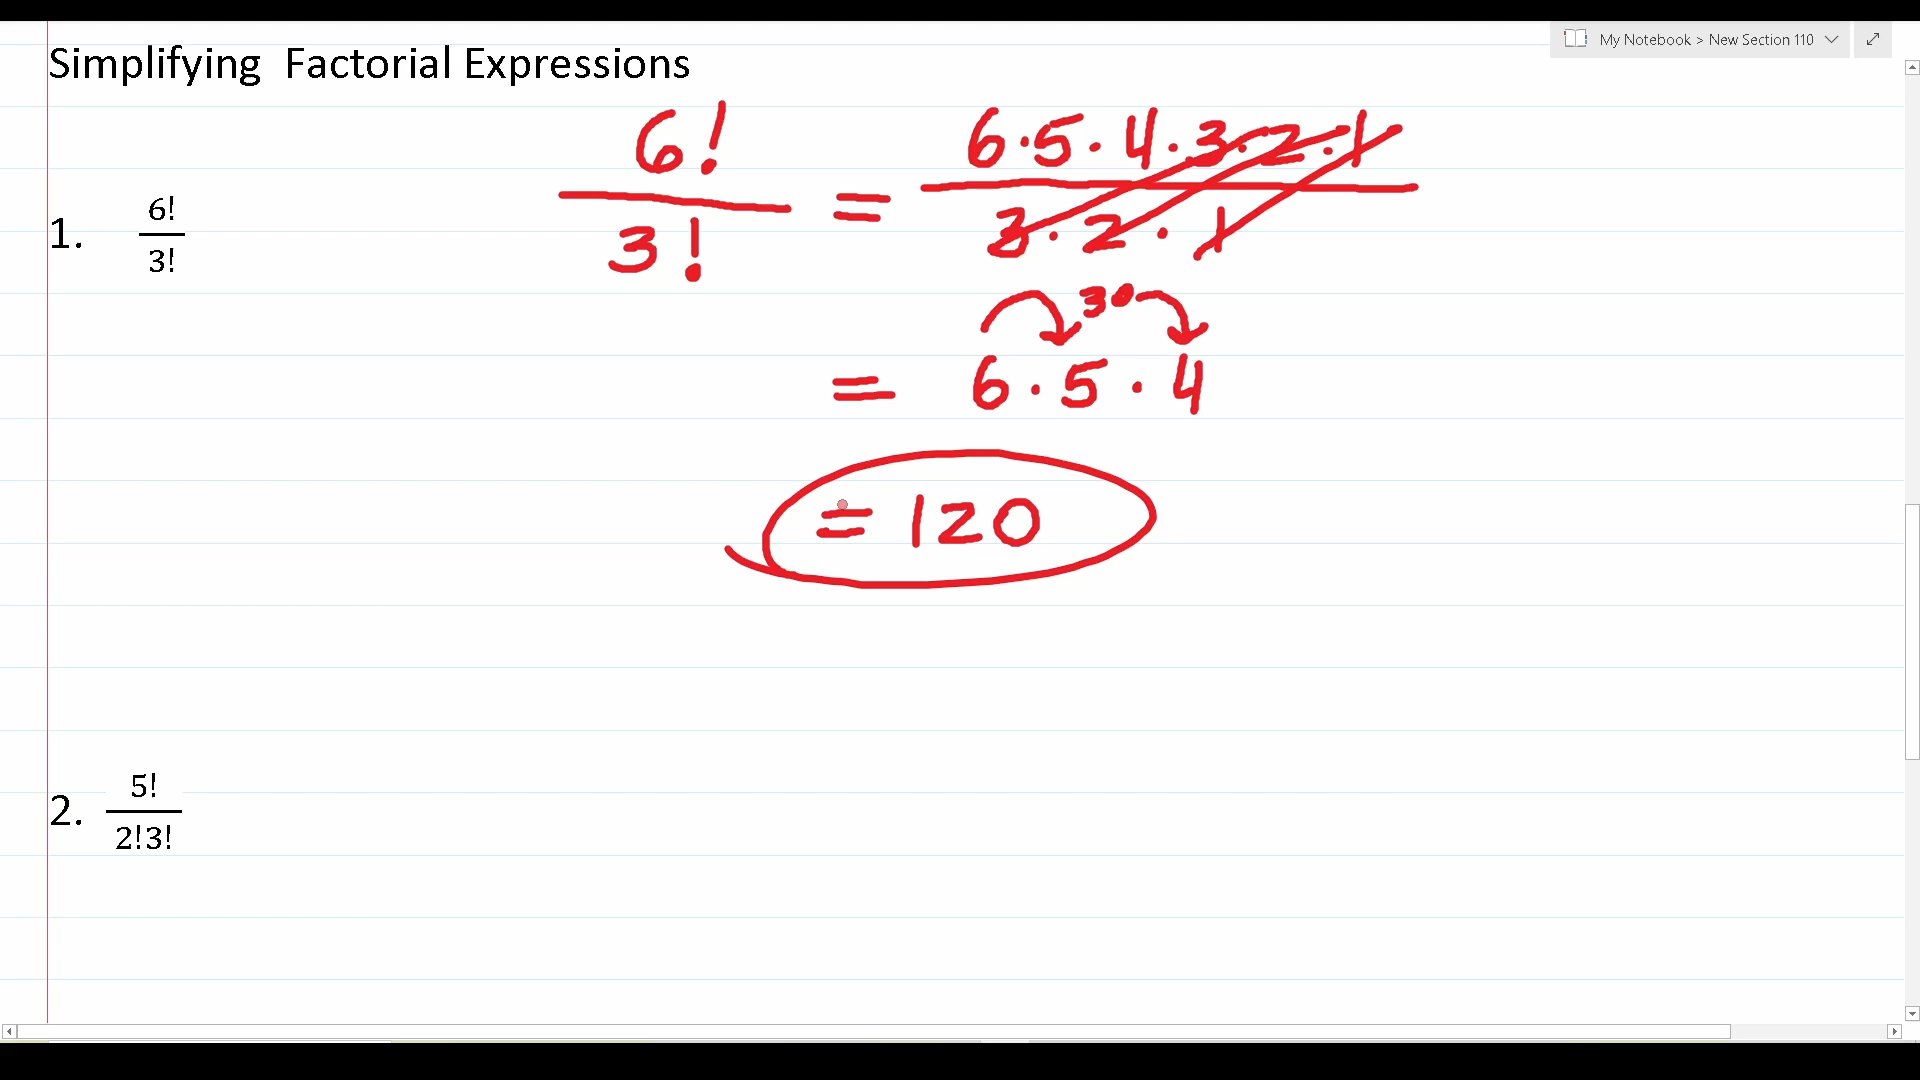 My Notebook > New Section 110
Simplifying Factorial Expressions
1. 6!/3!
6!/3! = 6·5·4·3·2·1/3·2·1
30
= 6·5·4
= 120
2. 5!/2!3!